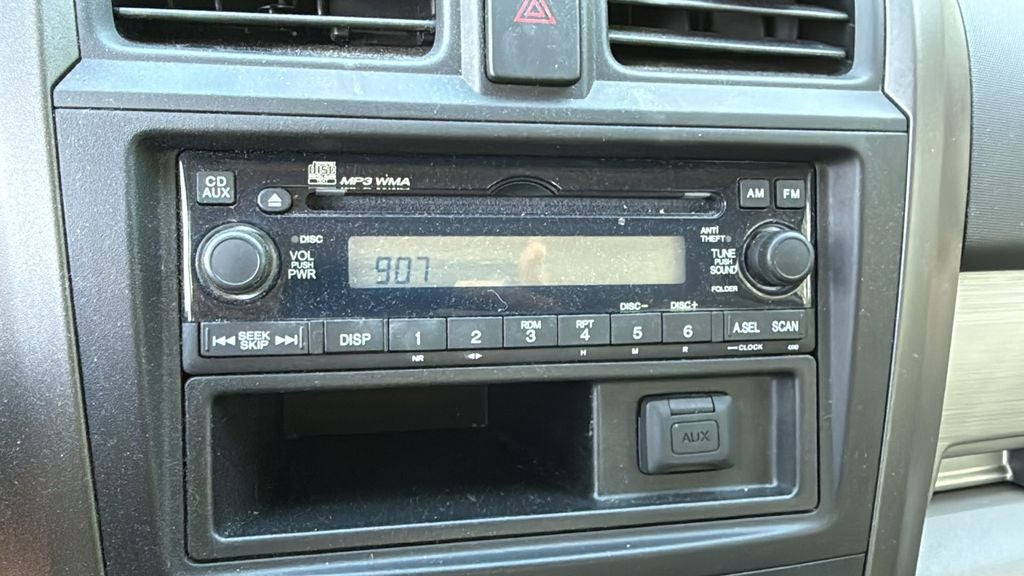 CD
AUX
DISC
MP3 WMA
AM
FM
DISC
VOL
PUSH
PWR
907
ANTI
THEFT
TUNE
PUSH
SOUND
FOLDER
DISC−
DISC+
SEEK
SKIP
DISP
1
2
RDM
3
RPT
4
5
6
A.SEL
SCAN
NR
H
M
R
CLOCK
AUX